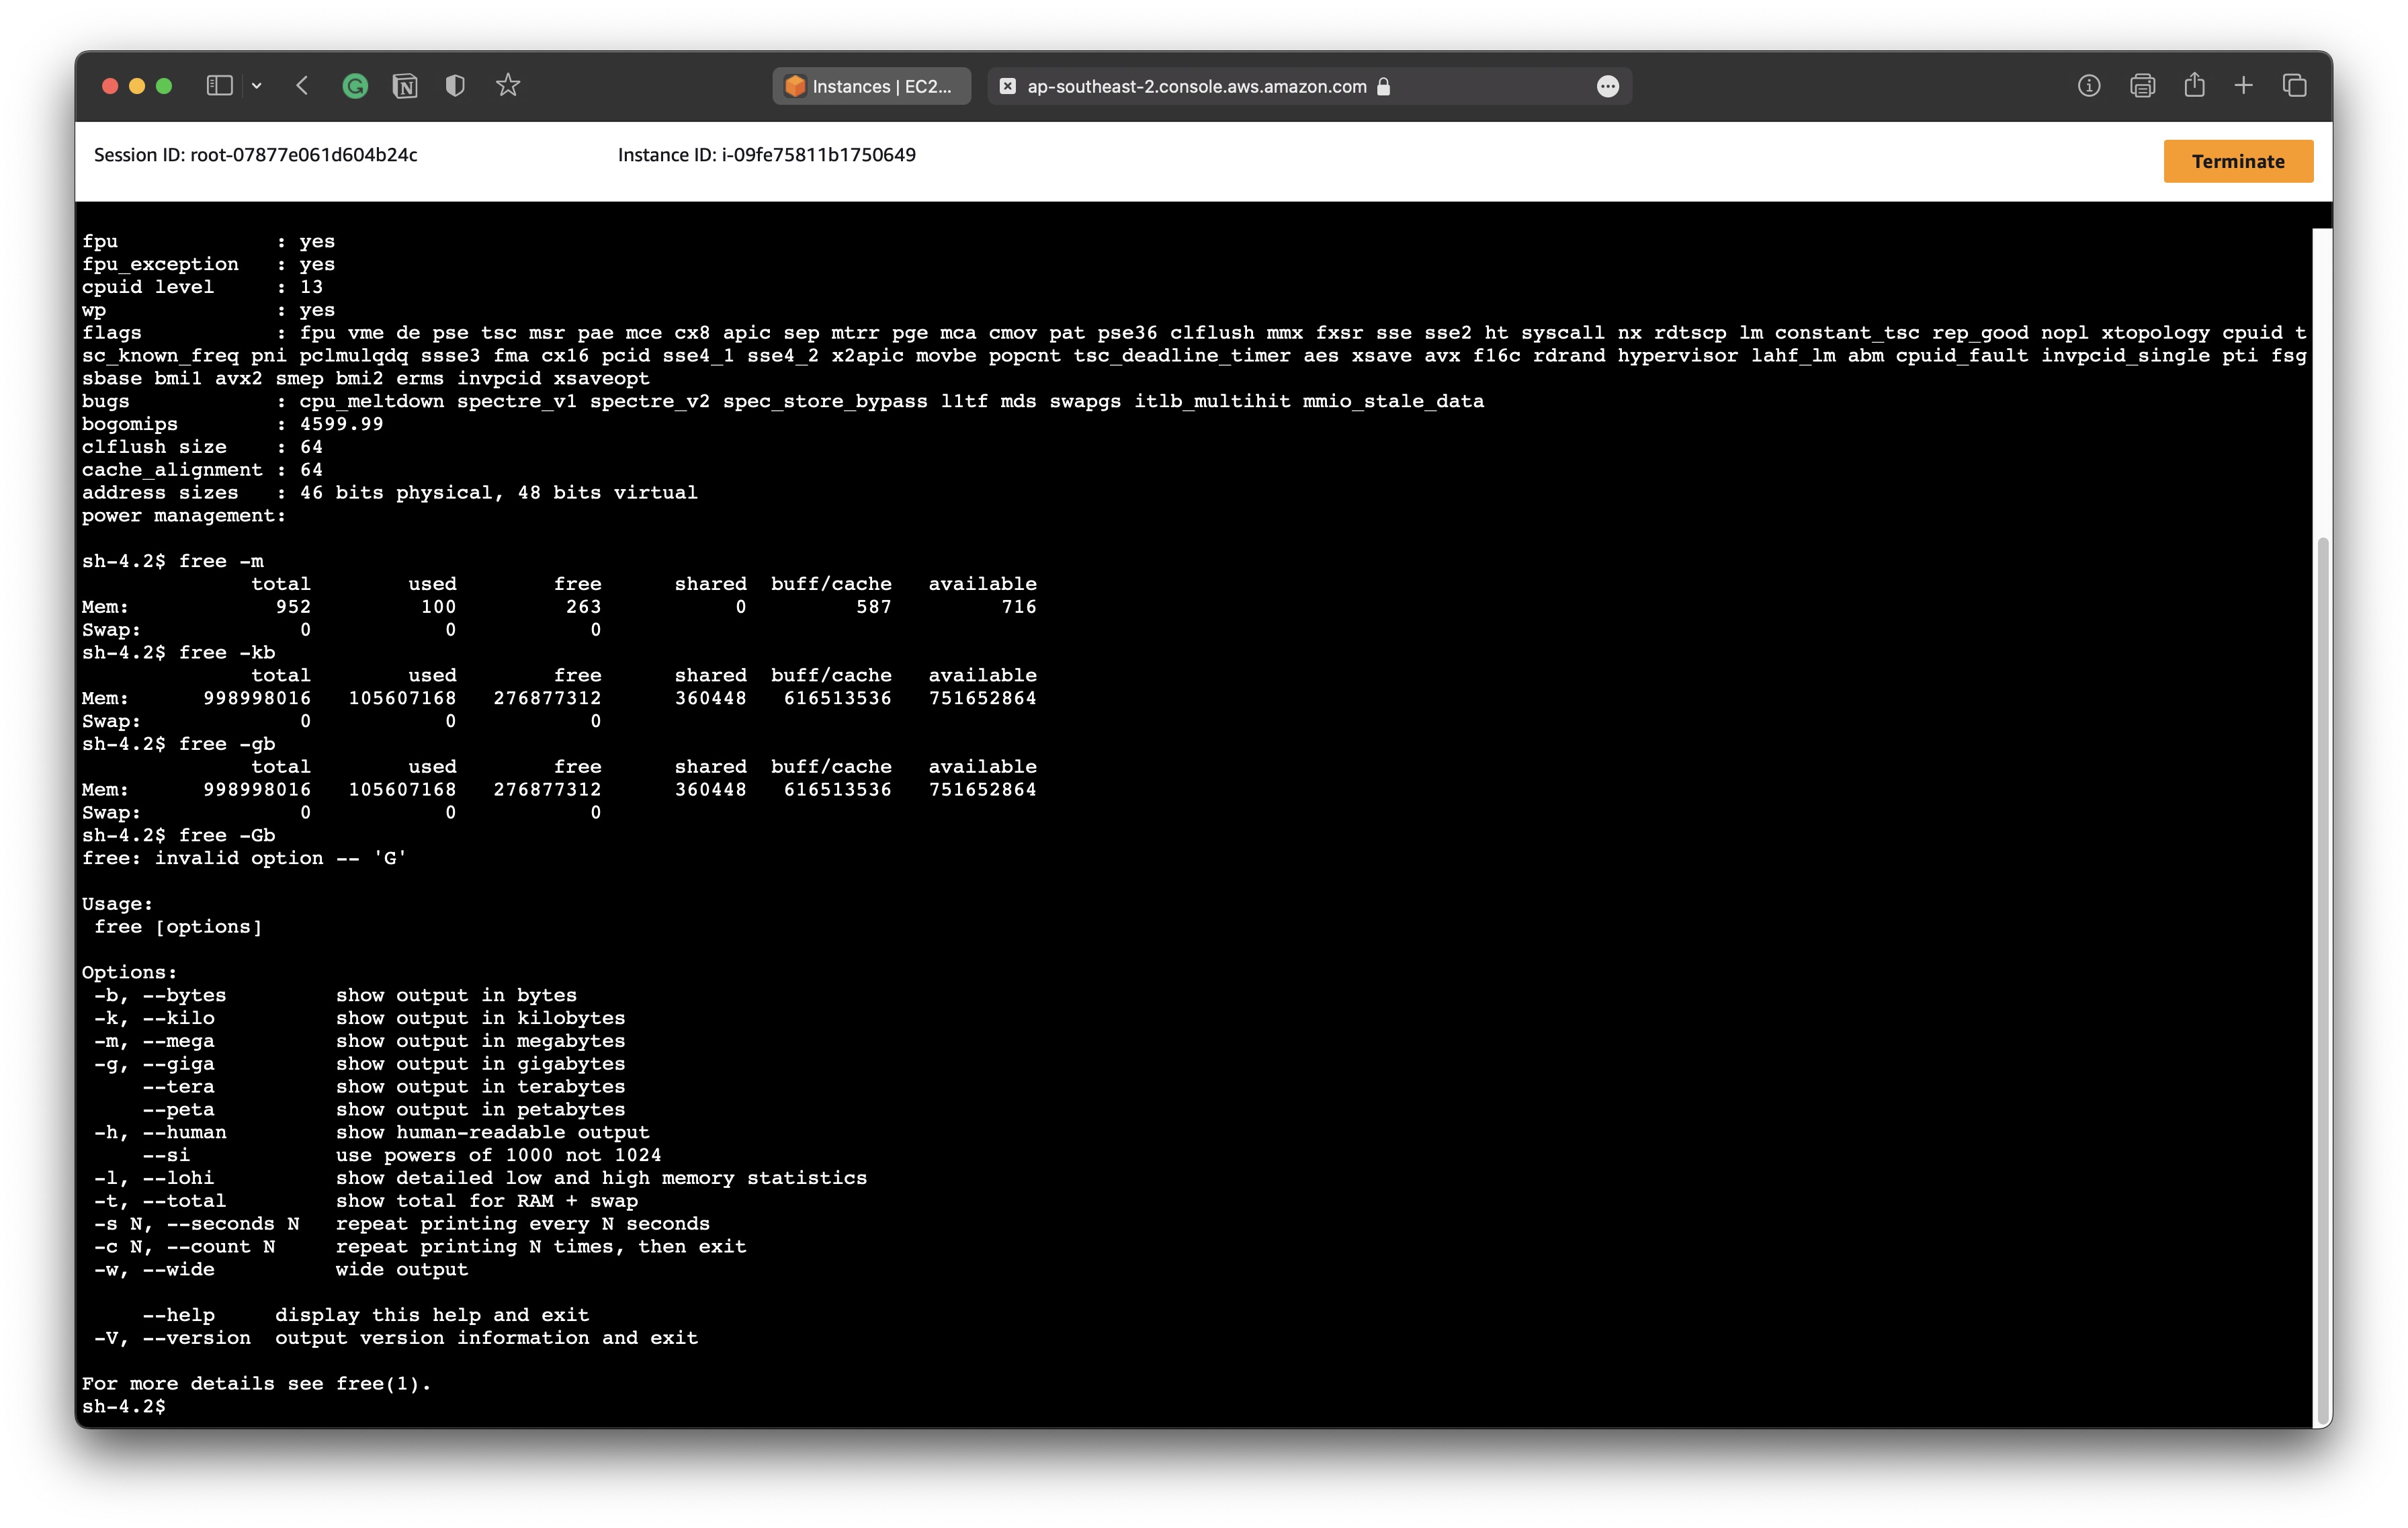 Instances | EC2...
ap-southeast-2.console.aws.amazon.com
Session ID: root-07877e061d604b24c
Instance ID: i-09fe75811b1750649
Terminate
fpu             : yes
fpu_exception   : yes
cpuid level     : 13
wp              : yes
flags           : fpu vme de pse tsc msr pae mce cx8 apic sep mtrr pge mca cmov pat pse36 clflush mmx fxsr sse sse2 ht syscall nx rdtscp lm constant_tsc rep_good nopl xtopology cpuid t
sc_known_freq pni pclmulqdq ssse3 fma cx16 pcid sse4_1 sse4_2 x2apic movbe popcnt tsc_deadline_timer aes xsave avx f16c rdrand hypervisor lahf_lm abm cpuid_fault invpcid_single pti fsg
sbase bmi1 avx2 smep bmi2 erms invpcid xsaveopt
bugs            : cpu_meltdown spectre_v1 spectre_v2 spec_store_bypass l1tf mds swapgs itlb_multihit mmio_stale_data
bogomips        : 4599.99
clflush size    : 64
cache_alignment : 64
address sizes   : 46 bits physical, 48 bits virtual
power management:
sh-4.2$ free -m
              total        used        free      shared  buff/cache   available
Mem:            952         100         263           0         587         716
Swap:             0           0           0
sh-4.2$ free -kb
              total        used        free      shared  buff/cache   available
Mem:      998998016   105607168   276877312      360448   616513536   751652864
Swap:             0           0           0
sh-4.2$ free -gb
              total        used        free      shared  buff/cache   available
Mem:      998998016   105607168   276877312      360448   616513536   751652864
Swap:             0           0           0
sh-4.2$ free -Gb
free: invalid option -- 'G'
Usage:
 free [options]
Options:
 -b, --bytes         show output in bytes
 -k, --kilo          show output in kilobytes
 -m, --mega          show output in megabytes
 -g, --giga          show output in gigabytes
     --tera          show output in terabytes
     --peta          show output in petabytes
 -h, --human         show human-readable output
     --si            use powers of 1000 not 1024
 -l, --lohi          show detailed low and high memory statistics
 -t, --total         show total for RAM + swap
 -s N, --seconds N   repeat printing every N seconds
 -c N, --count N     repeat printing N times, then exit
 -w, --wide          wide output
     --help     display this help and exit
 -V, --version  output version information and exit
For more details see free(1).
sh-4.2$